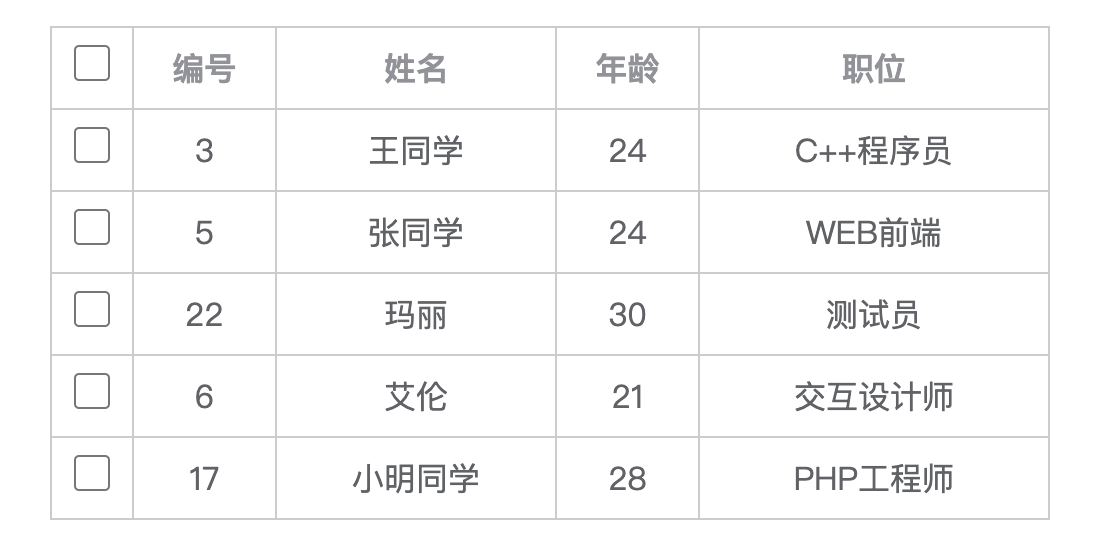 编号 姓名 年龄 职位
3 王同学 24 C++程序员
5 张同学 24 WEB前端
22 玛丽 30 测试员
6 艾伦 21 交互设计师
17 小明同学 28 PHP工程师